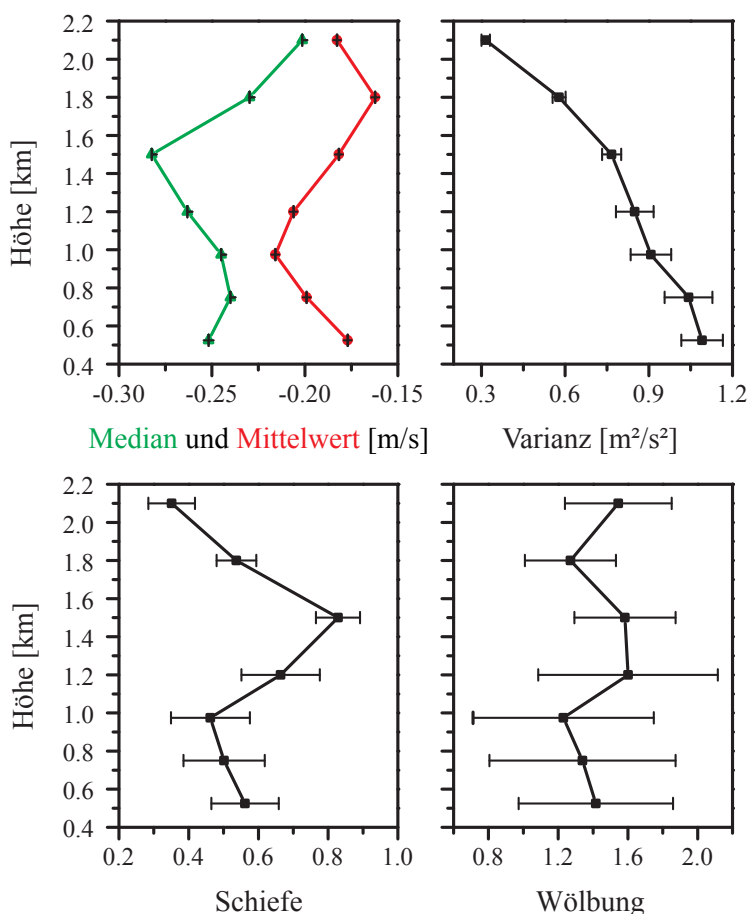 2.2
2.0
1.8
1.6
1.4
1.2
1.0
0.8
0.6
0.4
Höhe [km]
-0.30 -0.25 -0.20 -0.15
Median und Mittelwert [m/s]
0.3 0.6 0.9 1.2
Varianz [m²/s²]
2.2
2.0
1.8
1.6
1.4
1.2
1.0
0.8
0.6
0.4
Höhe [km]
0.2 0.4 0.6 0.8 1.0
Schiefe
0.8 1.2 1.6 2.0
Wölbung